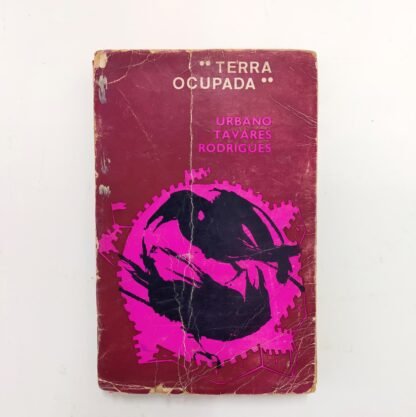 "TERRA
OCUPADA"
URBANO
TAVARES
RODRIGUES